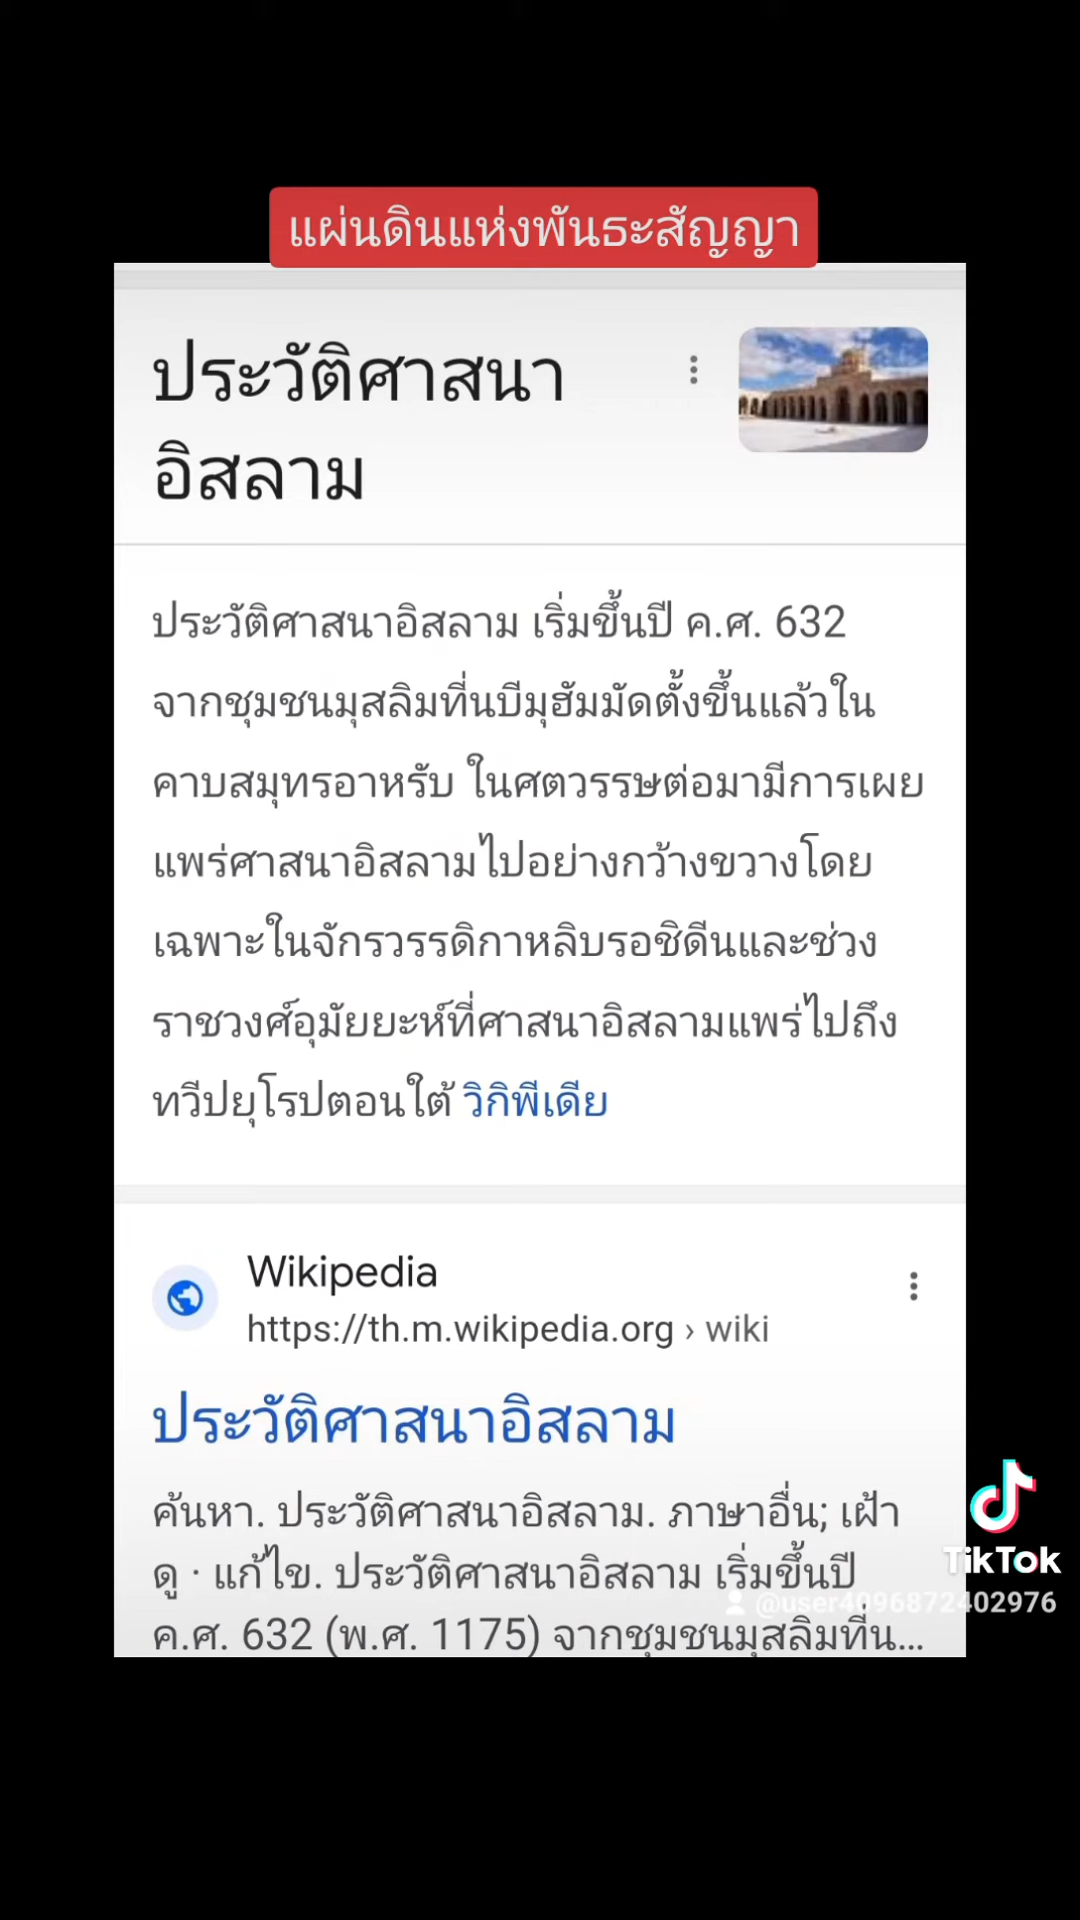 แผ่นดินแห่งพันธะสัญญา
ประวัติศาสนา
อิสลาม
ประวัติศาสนาอิสลาม เริ่มขึ้นปี ค.ศ. 632
จากชุมชนมุสลิมที่นบีมุฮัมมัดตั้งขึ้นแล้วใน
คาบสมุทรอาหรับ ในศตวรรษต่อมามีการเผย
แพร่ศาสนาอิสลามไปอย่างกว้างขวางโดย
เฉพาะในจักรวรรดิกาหลิบรอชิดีนและช่วง
ราชวงศ์อุมัยยะห์ที่ศาสนาอิสลามแพร่ไปถึง
ทวีปยุโรปตอนใต้ วิกิพีเดีย
Wikipedia
https://th.m.wikipedia.org › wiki
ประวัติศาสนาอิสลาม
ค้นหา. ประวัติศาสนาอิสลาม. ภาษาอื่น; เฝ้า
ดู · แก้ไข. ประวัติศาสนาอิสลาม เริ่มขึ้นปี
ค.ศ. 632 (พ.ศ. 1175) จากชุมชนมุสลิมที่น...
TikTok
@user4096872402976